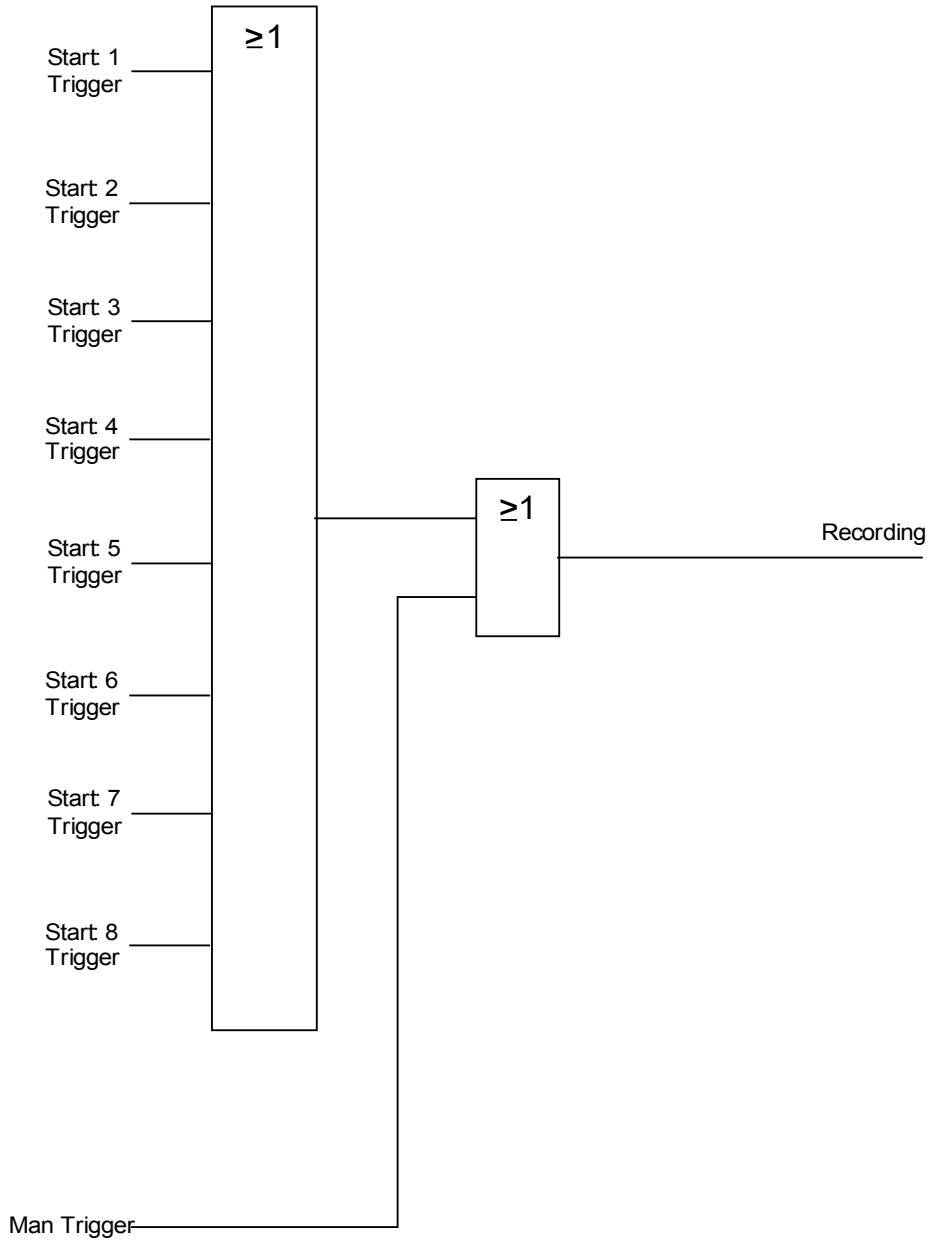 ≥1
Start: 1
Trigger
Start: 2
Trigger
Start: 3
Trigger
Start: 4
Trigger
≥1
Recording
Start: 5
Trigger
Start: 6
Trigger
Start: 7
Trigger
Start: 8
Trigger
Man Trigger